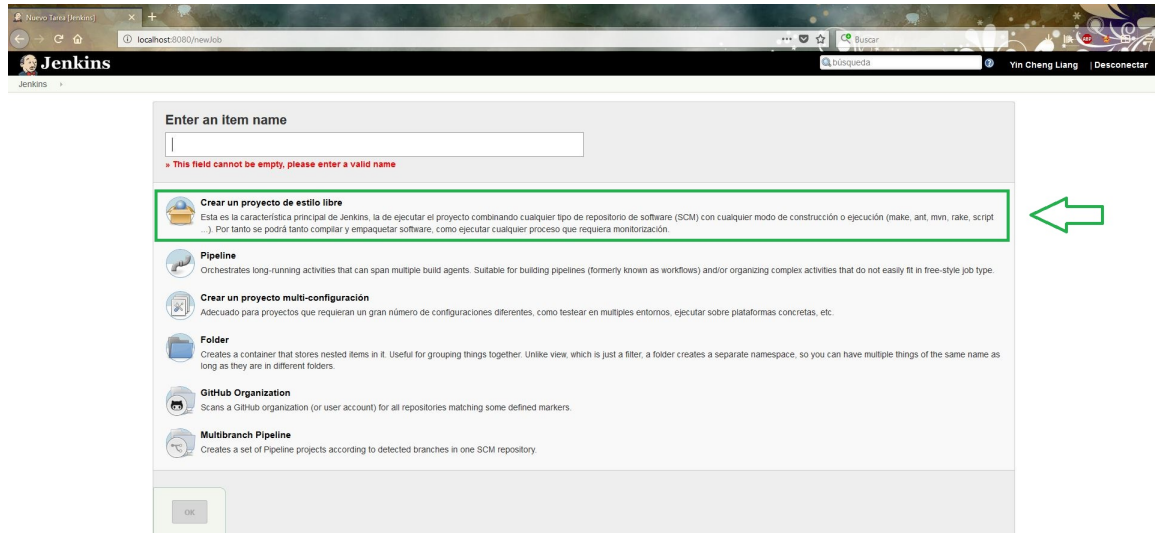 Nuevo Tarea [Jenkins]
localhost:8080/newJob
Buscar
Jenkins
búsqueda
Yin Cheng Liang | Desconectar
Jenkins
Enter an item name
» This field cannot be empty, please enter a valid name
Crear un proyecto de estilo libre
Esta es la característica principal de Jenkins, la de ejecutar el proyecto combinando cualquier tipo de repositorio de software (SCM) con cualquier modo de construcción o ejecución (make, ant, mvn, rake, script
...). Por tanto se podrá tanto compilar y empaquetar software, como ejecutar cualquier proceso que requiera monitorización.
Pipeline
Orchestrates long-running activities that can span multiple build agents. Suitable for building pipelines (formerly known as workflows) and/or organizing complex activities that do not easily fit in free-style job type.
Crear un proyecto multi-configuración
Adecuado para proyectos que requieran un gran número de configuraciones diferentes, como testear en multiples entornos, ejecutar sobre plataformas concretas, etc.
Folder
Creates a container that stores nested items in it. Useful for grouping things together. Unlike view, which is just a filter, a folder creates a separate namespace, so you can have multiple things of the same name as
long as they are in different folders.
GitHub Organization
Scans a GitHub organization (or user account) for all repositories matching some defined markers.
Multibranch Pipeline
Creates a set of Pipeline projects according to detected branches in one SCM repository.
OK